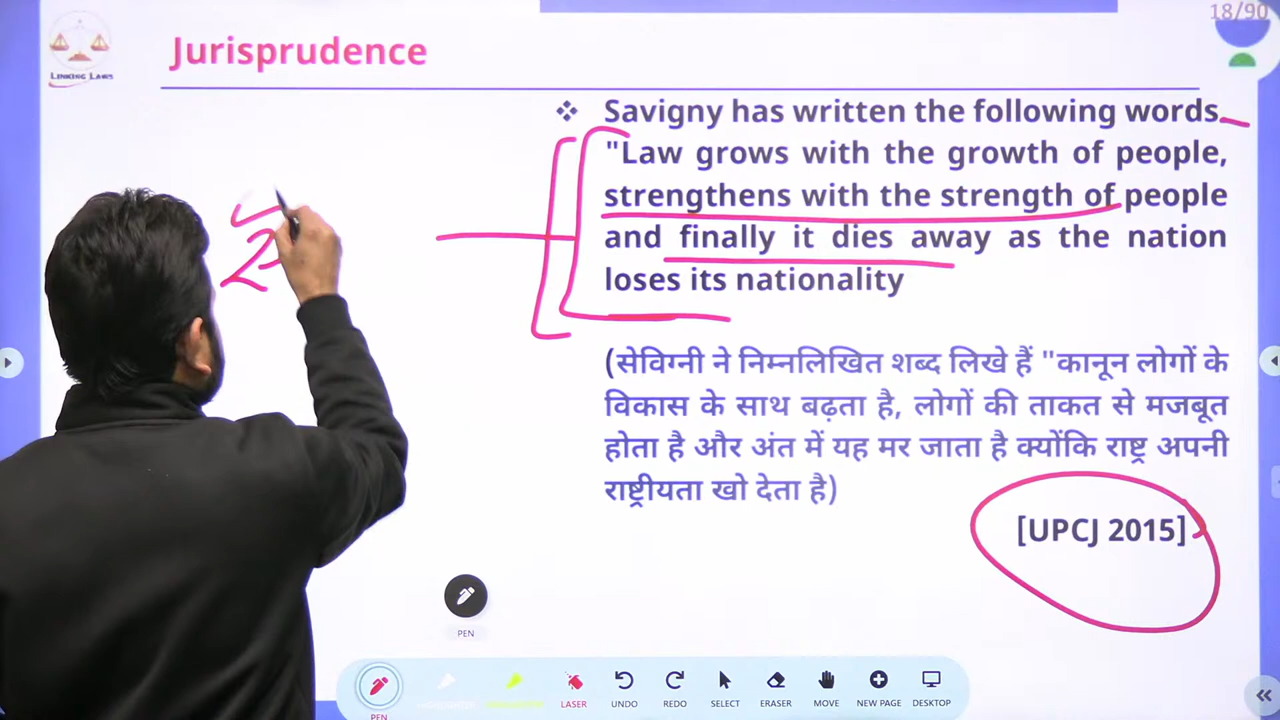 18/90
LINKING LAWS
Jurisprudence
❖ Savigny has written the following words.
"Law grows with the growth of people,
strengthens with the strength of people
and finally it dies away as the nation
loses its nationality
(सेविग्नी ने निम्नलिखित शब्द लिखे हैं "कानून लोगों के
विकास के साथ बढ़ता है, लोगों की ताकत से मजबूत
होता है और अंत में यह मर जाता है क्योंकि राष्ट्र अपनी
राष्ट्रीयता खो देता है)
[UPCJ 2015]
PEN
PEN
LASER
UNDO
REDO
SELECT
ERASER
MOVE
NEW PAGE
DESKTOP